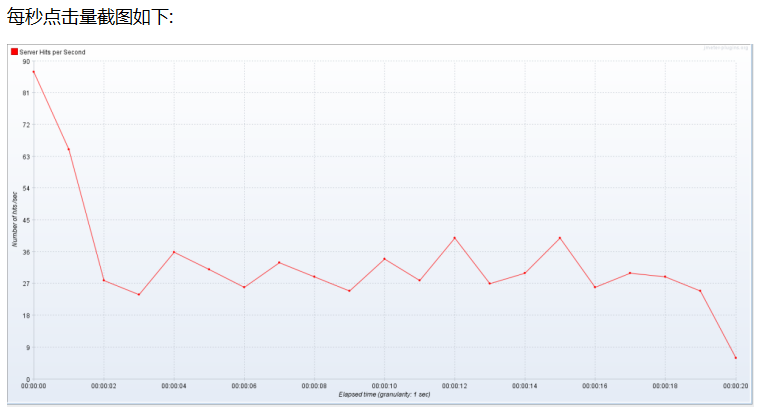 每秒点击量截图如下:
Server Hits per Second
90
81
72
63
54
45
36
27
18
9
0
Number of hits /sec
00:00:00 00:00:02 00:00:04 00:00:06 00:00:08 00:00:10 00:00:12 00:00:14 00:00:16 00:00:18 00:00:20
Elapsed time (granularity: 1 sec)